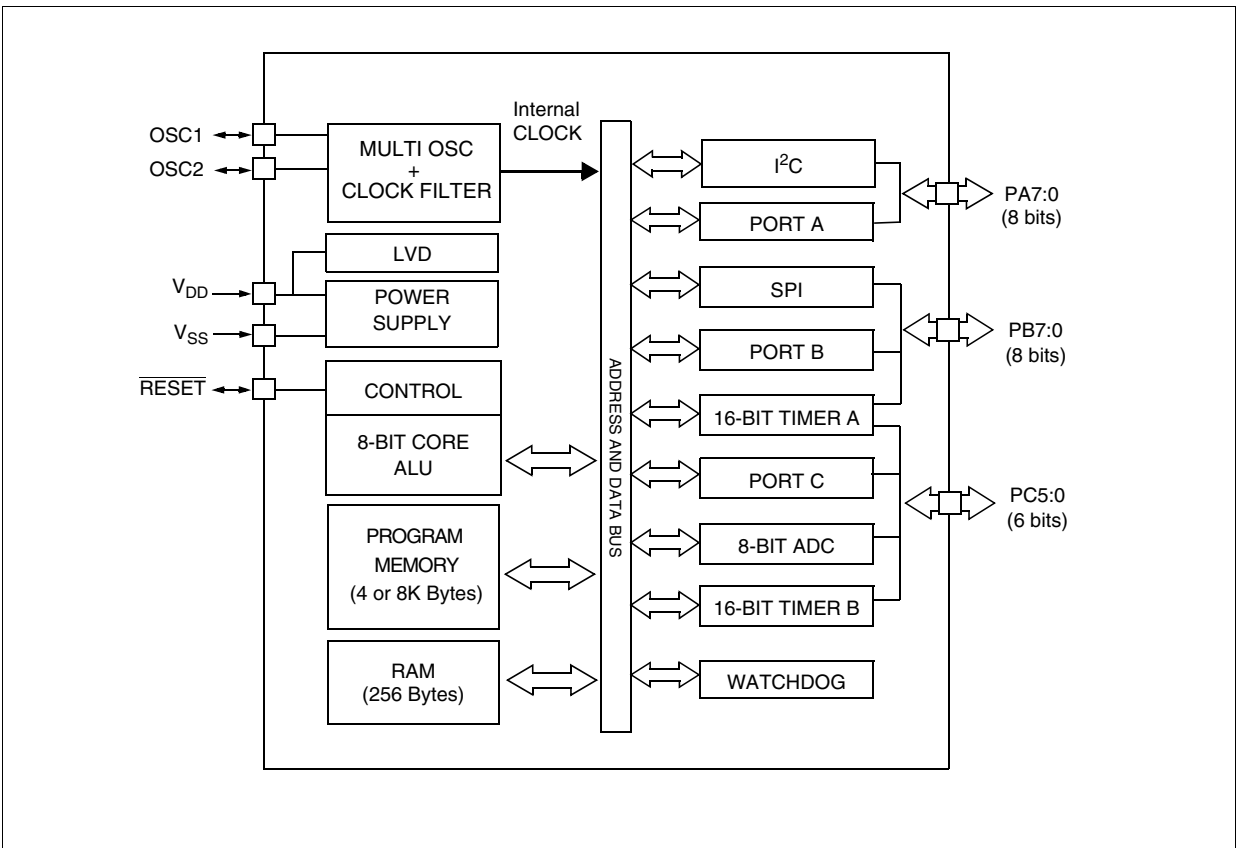 OSC1
OSC2
MULTI OSC
+
CLOCK FILTER
Internal
CLOCK
LVD
VDD
POWER
SUPPLY
VSS
RESET
CONTROL
8-BIT CORE
ALU
PROGRAM
MEMORY
(4 or 8K Bytes)
RAM
(256 Bytes)
ADDRESS AND DATA BUS
I²C
PORT A
PA7:0
(8 bits)
SPI
PORT B
PB7:0
(8 bits)
16-BIT TIMER A
PORT C
8-BIT ADC
PC5:0
(6 bits)
16-BIT TIMER B
WATCHDOG